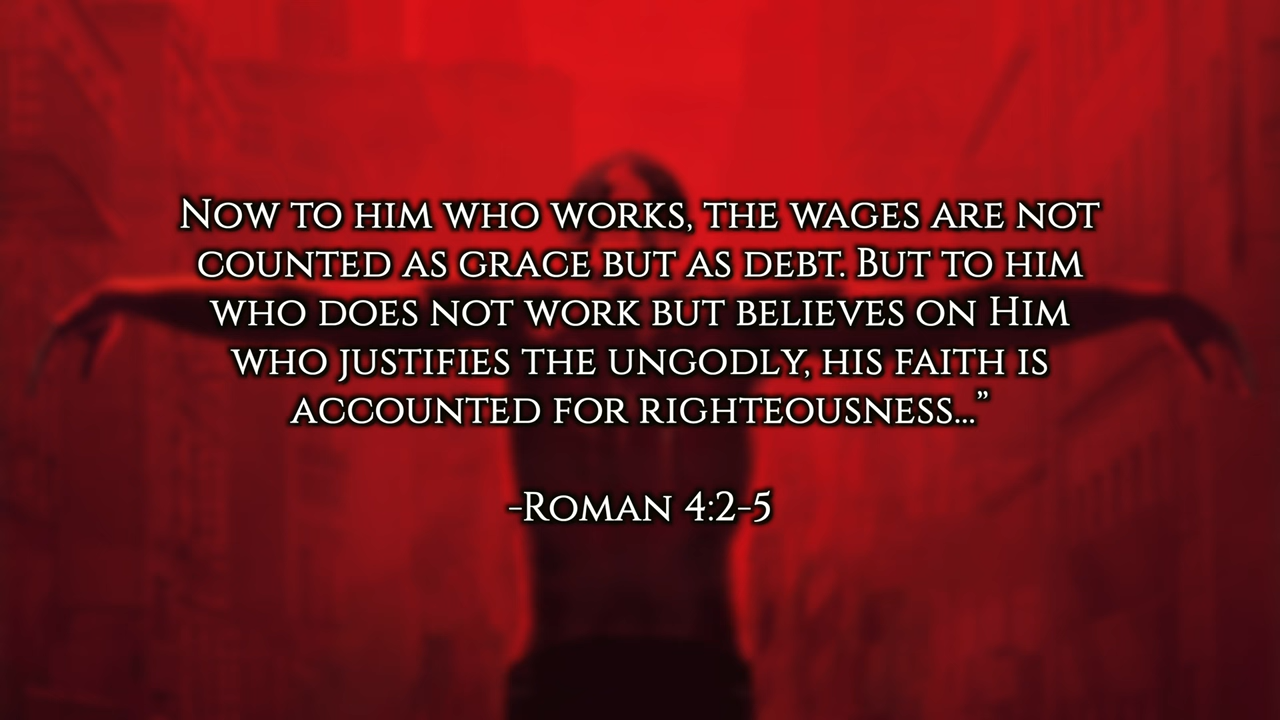 Now to him who works, the wages are not
counted as grace but as debt. But to him
who does not work but believes on Him
who justifies the ungodly, his faith is
accounted for righteousness...”
-Roman 4:2-5